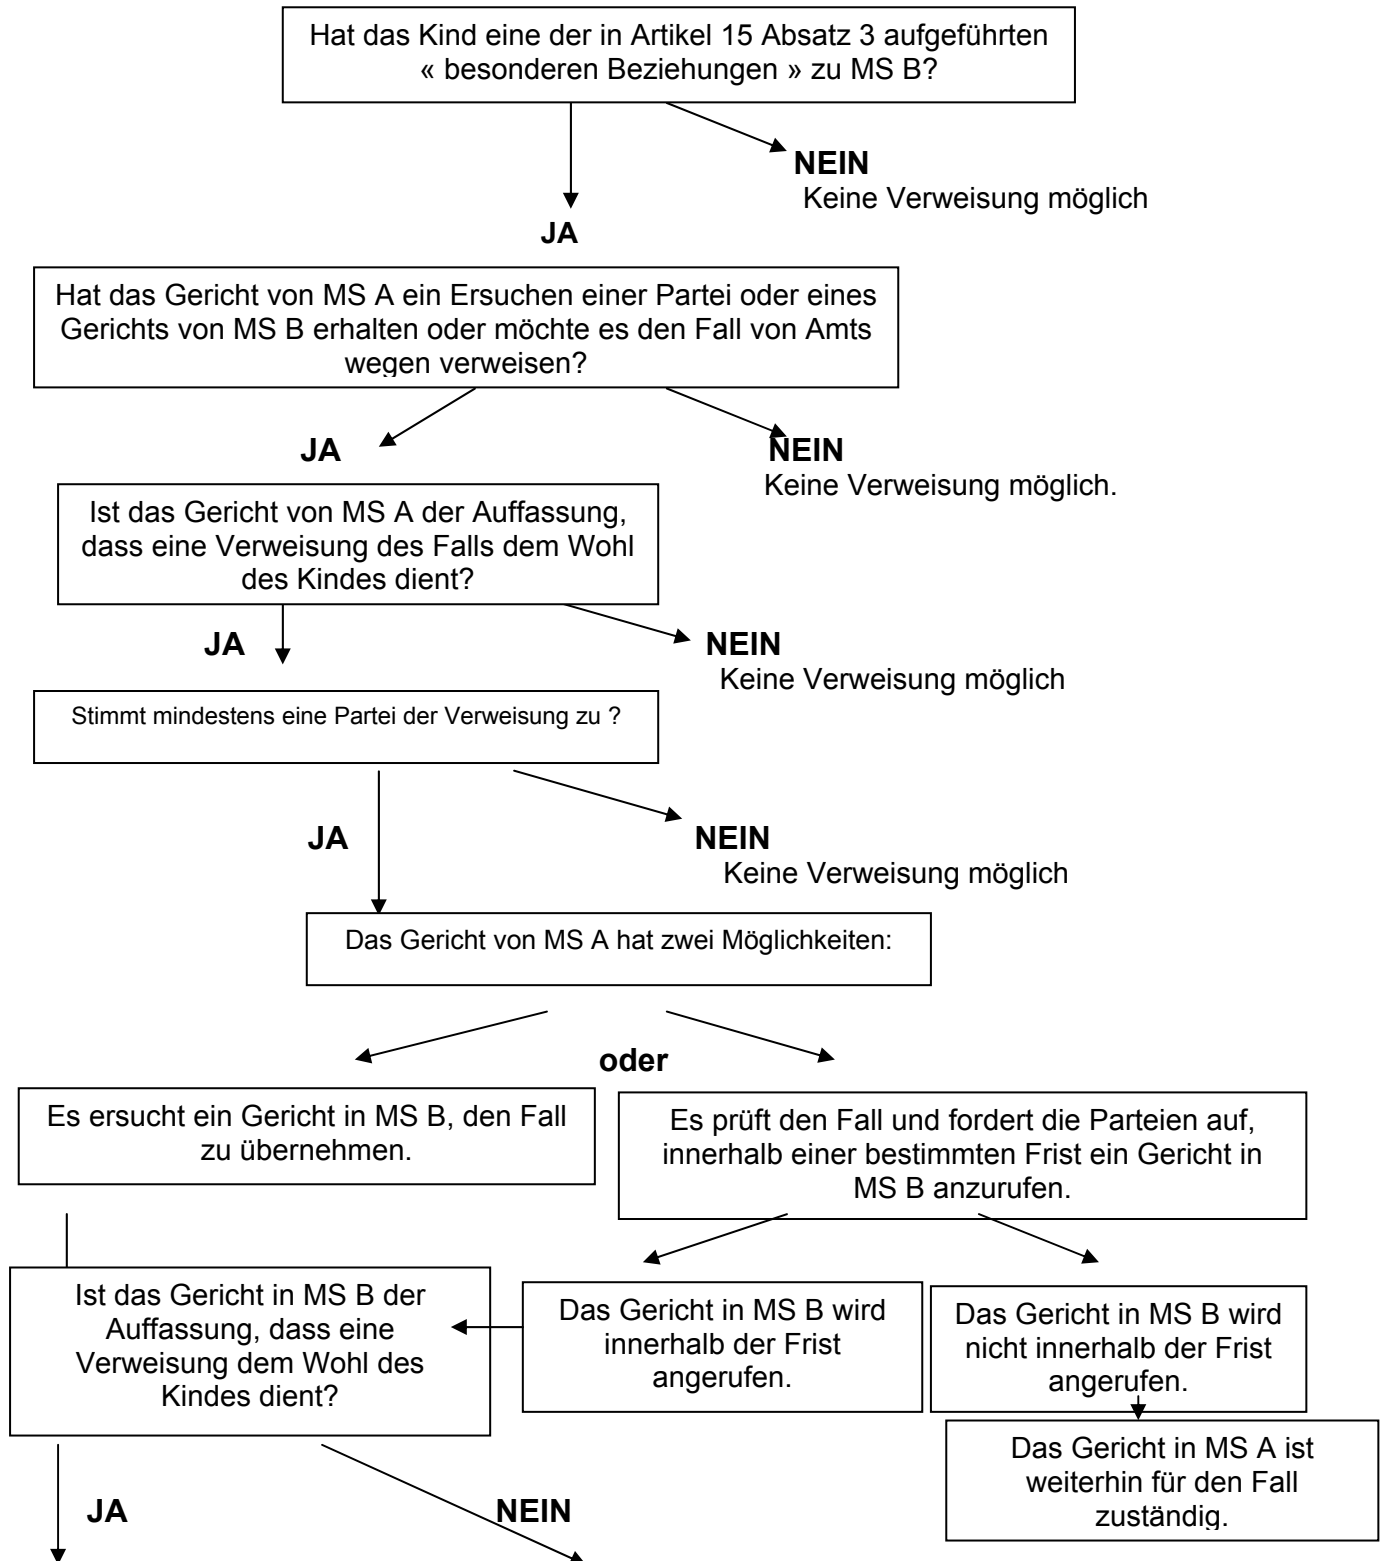 Hat das Kind eine der in Artikel 15 Absatz 3 aufgeführten
« besonderen Beziehungen » zu MS B?
NEIN
Keine Verweisung möglich
JA
Hat das Gericht von MS A ein Ersuchen einer Partei oder eines
Gerichts von MS B erhalten oder möchte es den Fall von Amts
wegen verweisen?
JA
NEIN
Keine Verweisung möglich.
Ist das Gericht von MS A der Auffassung,
dass eine Verweisung des Falls dem Wohl
des Kindes dient?
JA
NEIN
Keine Verweisung möglich
Stimmt mindestens eine Partei der Verweisung zu ?
JA
NEIN
Keine Verweisung möglich
Das Gericht von MS A hat zwei Möglichkeiten:
oder
Es ersucht ein Gericht in MS B, den Fall
zu übernehmen.
Es prüft den Fall und fordert die Parteien auf,
innerhalb einer bestimmten Frist ein Gericht in
MS B anzurufen.
Ist das Gericht in MS B der
Auffassung, dass eine
Verweisung dem Wohl des
Kindes dient?
Das Gericht in MS B wird
innerhalb der Frist
angerufen.
Das Gericht in MS B wird
nicht innerhalb der Frist
angerufen.
Das Gericht in MS A ist
weiterhin für den Fall
zuständig.
JA
NEIN